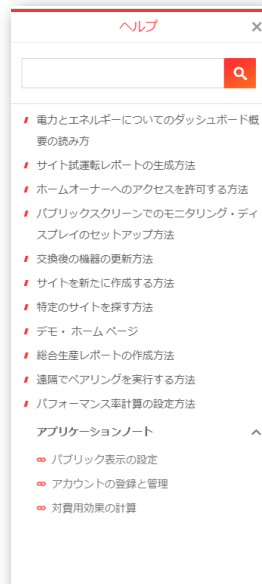 ヘルプ
電力とエネルギーについてのダッシュボード概
要の読み方
サイト試運転レポートの生成方法
ホームオーナーへのアクセスを許可する方法
パブリックスクリーンでのモニタリング・ディ
スプレイのセットアップ方法
交換後の機器の更新方法
サイトを新たに作成する方法
特定のサイトを探す方法
デモ・ ホーム ページ
総合生産レポートの作成方法
遠隔でペアリングを実行する方法
パフォーマンス率計算の設定方法
アプリケーションノート
パブリック表示の設定
アカウントの登録と管理
対費用効果の計算